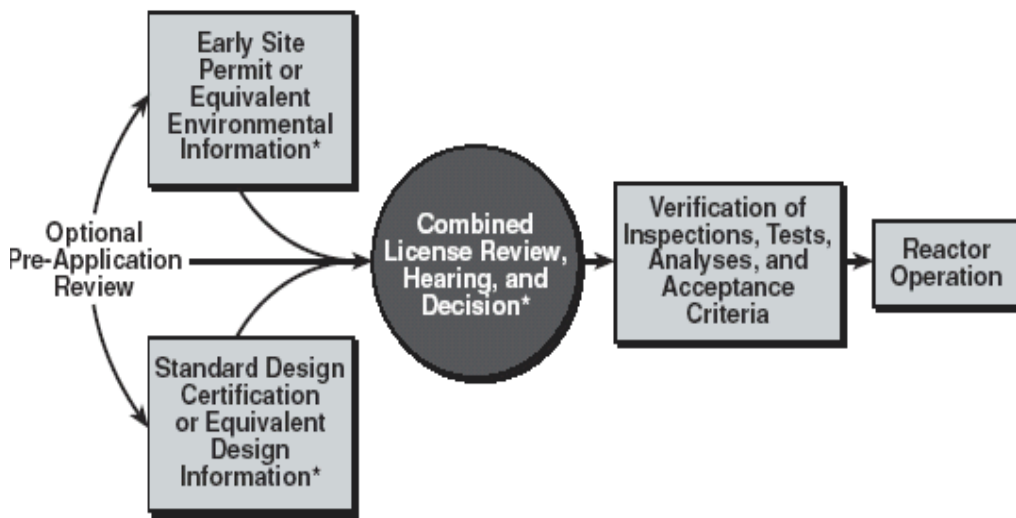 Early Site
Permit or
Equivalent
Environmental
Information*
Optional
Pre-Application
Review
Standard Design
Certification
or Equivalent
Design
Information*
Combined
License Review,
Hearing, and
Decision*
Verification of
Inspections, Tests,
Analyses, and
Acceptance
Criteria
Reactor
Operation